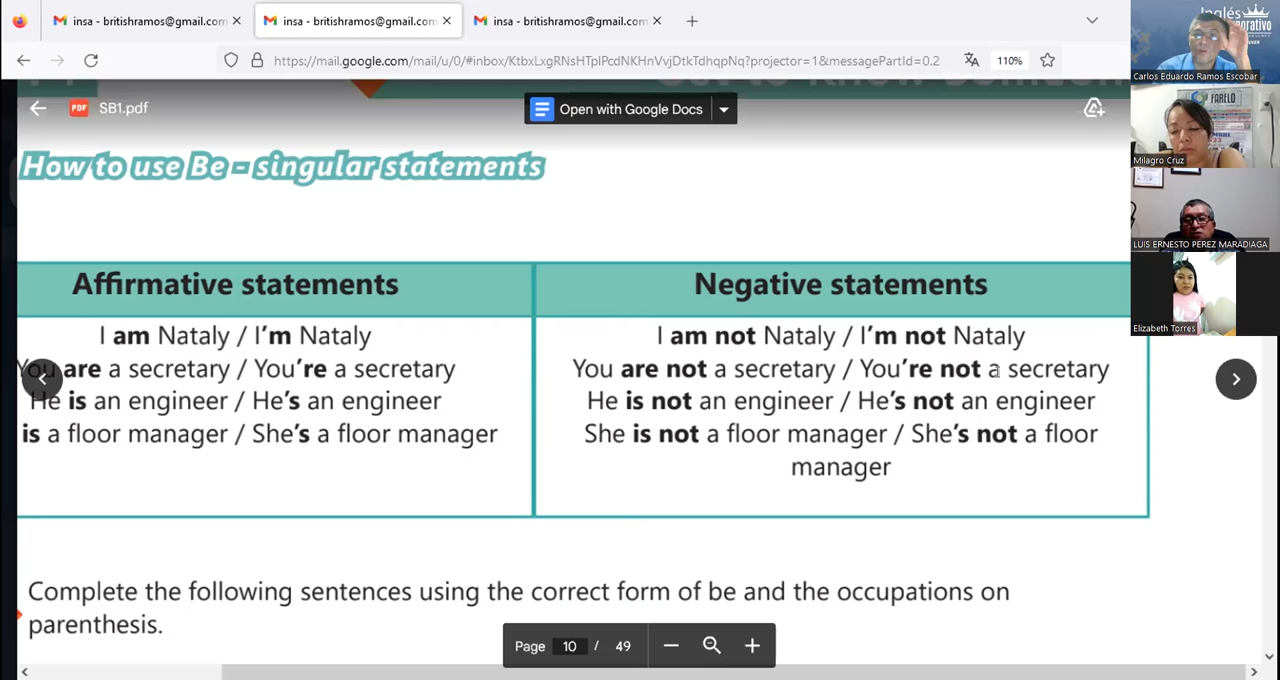 insa - britishramos@gmail.com
insa - britishramos@gmail.com
insa - britishramos@gmail.com
https://mail.google.com/mail/u/0/#inbox/KtbxLxgRNsHTplPcdNKHnVvjDtkTdhqpNq?projector=1&messagePartId=0.2
110%
Inglés
Carlos Eduardo Ramos Escobar
PDF SB1.pdf
Open with Google Docs
FARELO
Milagro Cruz
How to use Be - singular statements
LUIS ERNESTO PEREZ MARADIAGA
Elizabeth Torres
Affirmative statements
I am Nataly / I'm Nataly
You are a secretary / You're a secretary
He is an engineer / He's an engineer
is a floor manager / She's a floor manager
Negative statements
I am not Nataly / I'm not Nataly
You are not a secretary / You're not a secretary
He is not an engineer / He's not an engineer
She is not a floor manager / She's not a floor
manager
Complete the following sentences using the correct form of be and the occupations on
parenthesis.
Page 10 / 49